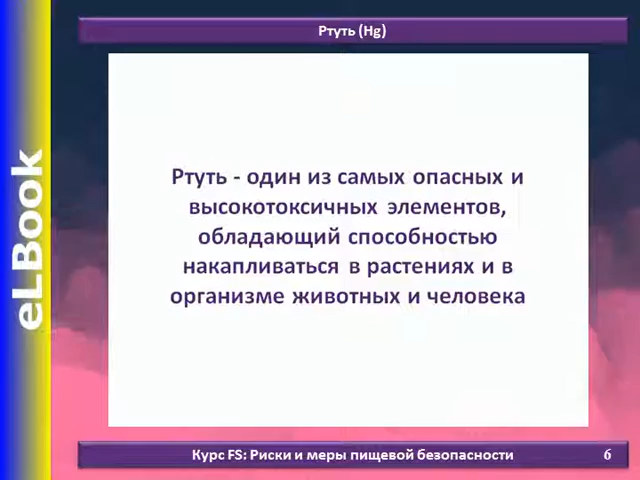 Ртуть (Hg)
eLBook
Ртуть - один из самых опасных и
высокотоксичных элементов,
обладающий способностью
накапливаться в растениях и в
организме животных и человека
Курс FS: Риски и меры пищевой безопасности 6